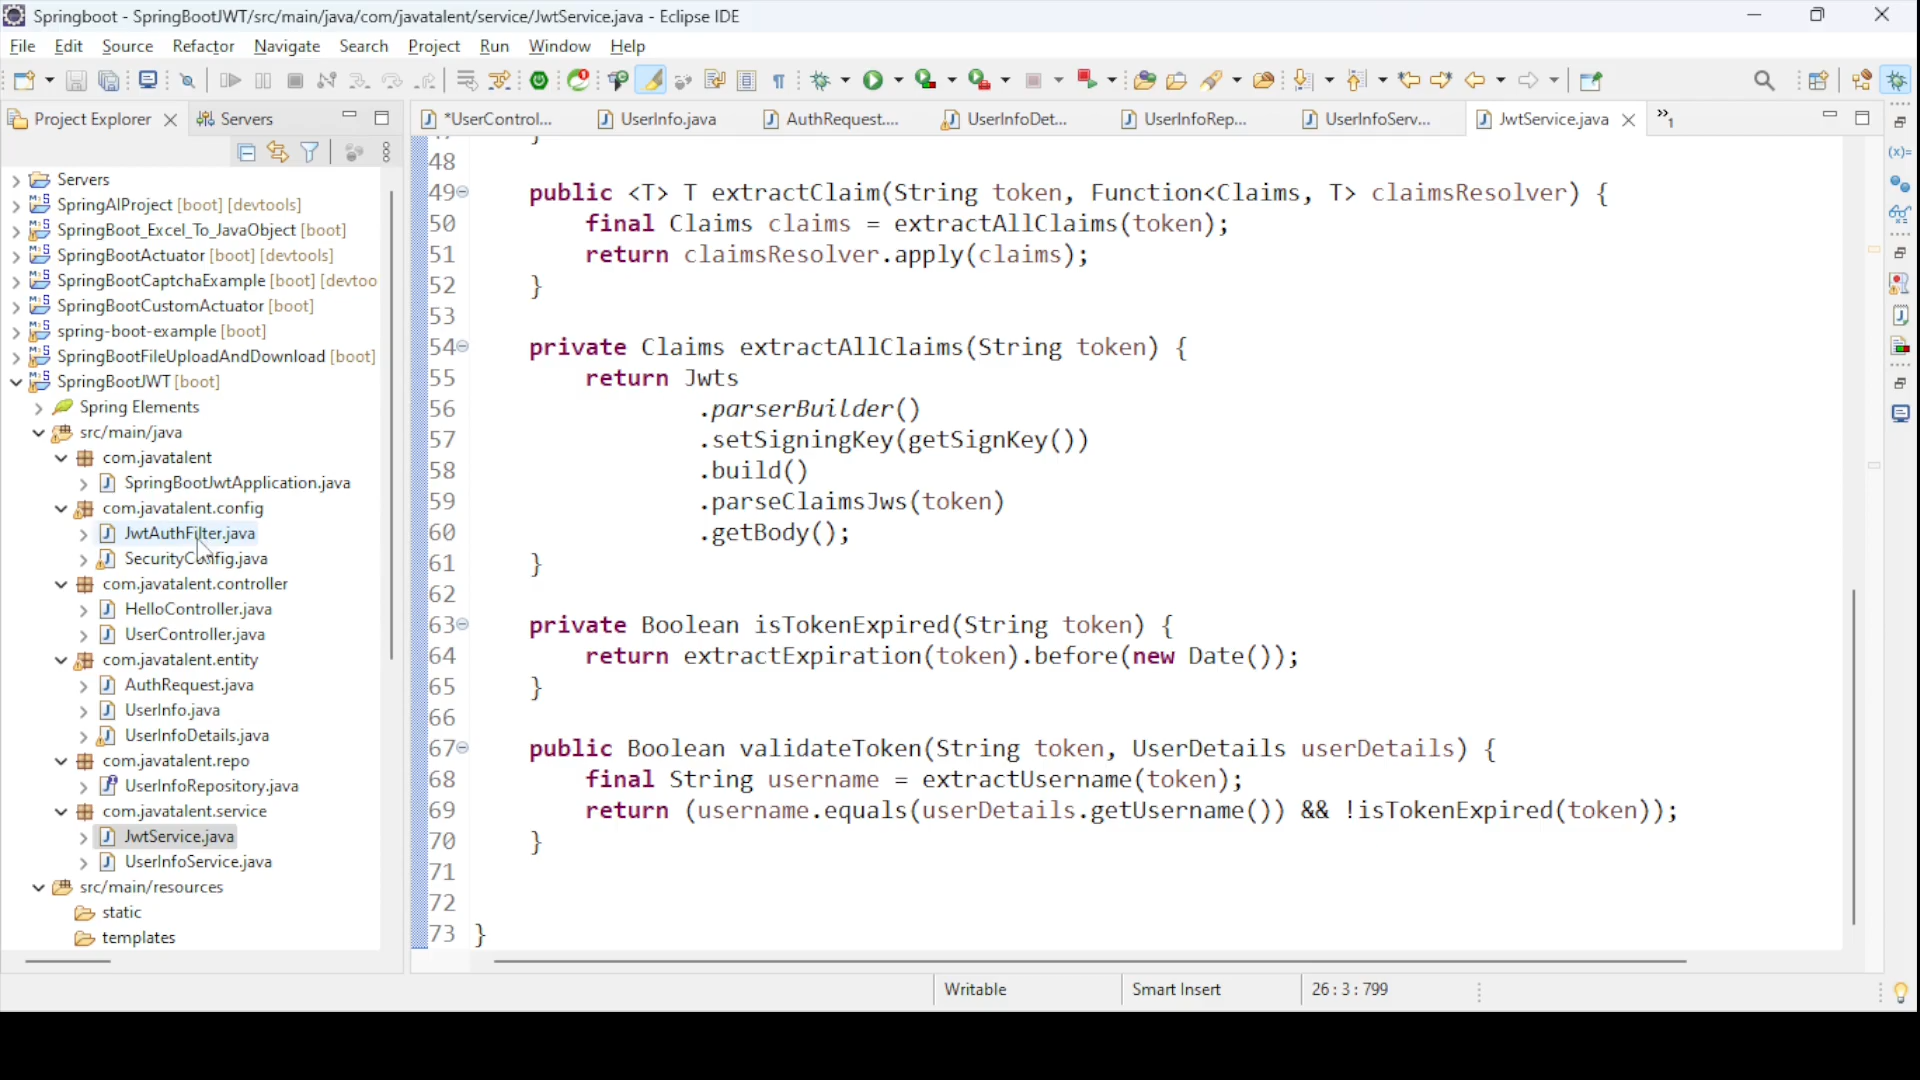 Springboot - SpringBootJWT/src/main/java/com/javatalent/service/JwtService.java - Eclipse IDE
File Edit Source Refactor Navigate Search Project Run Window Help
Project Explorer Servers
*UserControl... UserInfo.java AuthRequest.... UserInfoDet... UserInfoRep... UserInfoServ... JwtService.java »1
Servers
SpringAIProject [boot] [devtools]
SpringBoot_Excel_To_JavaObject [boot]
SpringBootActuator [boot] [devtools]
SpringBootCaptchaExample [boot] [devtoo
SpringBootCustomActuator [boot]
spring-boot-example [boot]
SpringBootFileUploadAndDownload [boot]
SpringBootJWT [boot]
Spring Elements
src/main/java
com.javatalent
SpringBootJwtApplication.java
com.javatalent.config
JwtAuthFilter.java
SecurityConfig.java
com.javatalent.controller
HelloController.java
UserController.java
com.javatalent.entity
AuthRequest.java
UserInfo.java
UserInfoDetails.java
com.javatalent.repo
UserInfoRepository.java
com.javatalent.service
JwtService.java
UserInfoService.java
src/main/resources
static
templates
}
48
49 public <T> T extractClaim(String token, Function<Claims, T> claimsResolver) {
50 final Claims claims = extractAllClaims(token);
51 return claimsResolver.apply(claims);
52 }
53
54 private Claims extractAllClaims(String token) {
55 return Jwts
56 .parserBuilder()
57 .setSigningKey(getSignKey())
58 .build()
59 .parseClaimsJws(token)
60 .getBody();
61 }
62
63 private Boolean isTokenExpired(String token) {
64 return extractExpiration(token).before(new Date());
65 }
66
67 public Boolean validateToken(String token, UserDetails userDetails) {
68 final String username = extractUsername(token);
69 return (username.equals(userDetails.getUsername()) && !isTokenExpired(token));
70 }
71
72
73 }
(x)=
Writable Smart Insert 26 : 3 : 799